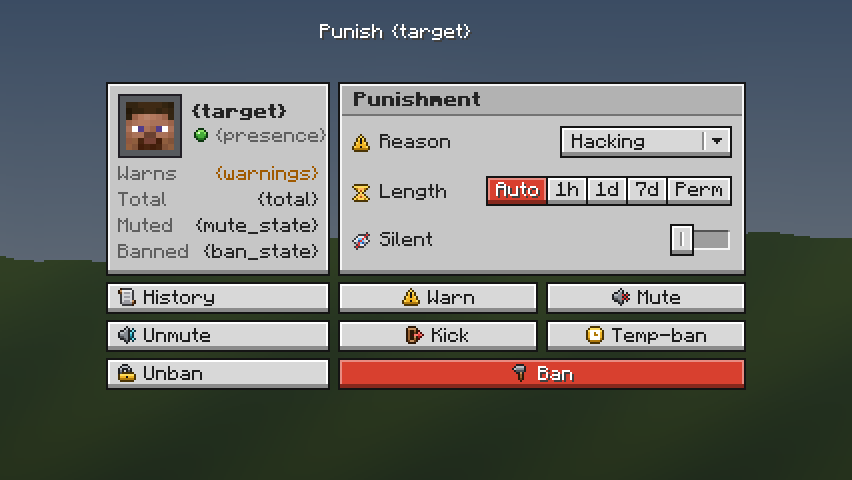 Punish {target}
{target}
{presence}
Warns {warnings}
Total {total}
Muted {mute_state}
Banned {ban_state}
Punishment
Reason Hacking
Length Auto 1h 1d 7d Perm
Silent
History
Warn
Mute
Unmute
Kick
Temp-ban
Unban
Ban